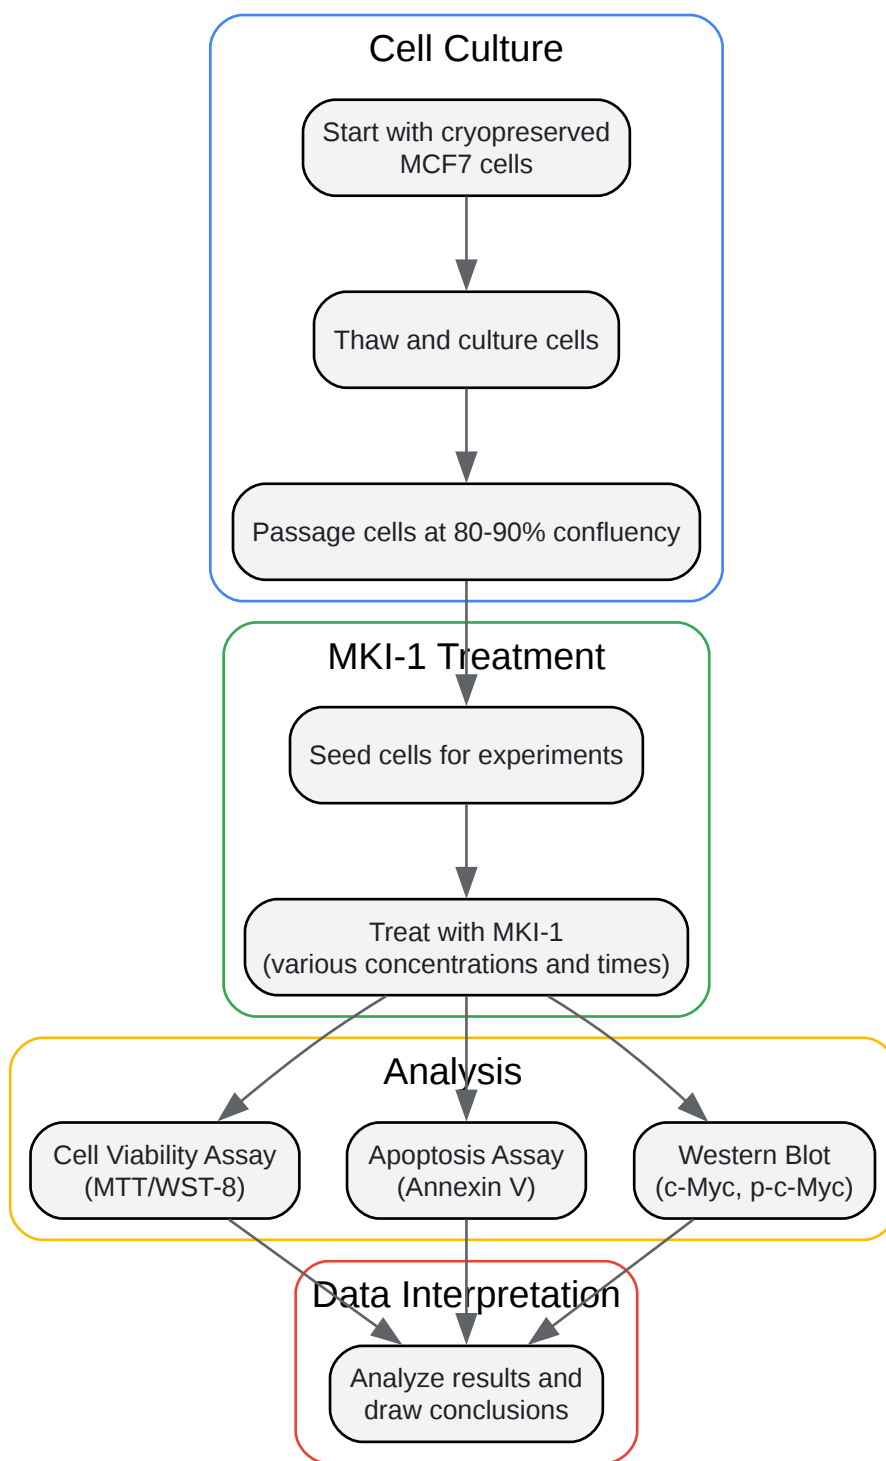 Cell Culture
Start with cryopreserved
MCF7 cells
Thaw and culture cells
Passage cells at 80-90% confluency
MKI-1 Treatment
Seed cells for experiments
Treat with MKI-1
(various concentrations and times)
Analysis
Cell Viability Assay
(MTT/WST-8)
Apoptosis Assay
(Annexin V)
Western Blot
(c-Myc, p-c-Myc)
Data Interpretation
Analyze results and
draw conclusions